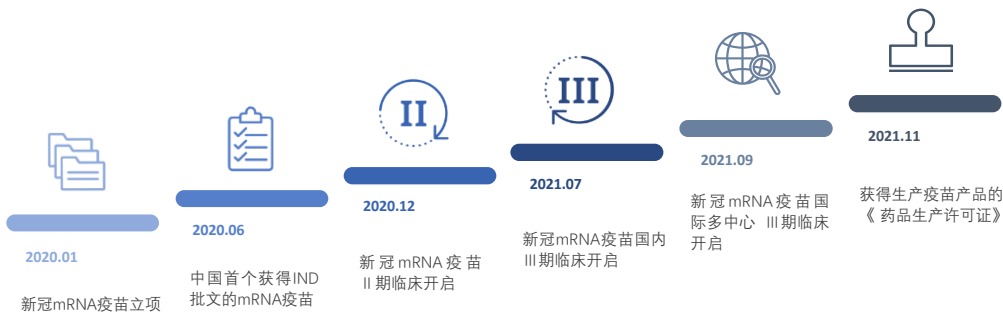 2020.01
新冠mRNA疫苗立项
2020.06
中国首个获得IND
批文的mRNA疫苗
II
2020.12
新冠mRNA疫苗
II期临床开启
III
2021.07
新冠mRNA疫苗国内
III期临床开启
2021.09
新冠mRNA疫苗国
际多中心 III期临床
开启
2021.11
获得生产疫苗产品的
《药品生产许可证》